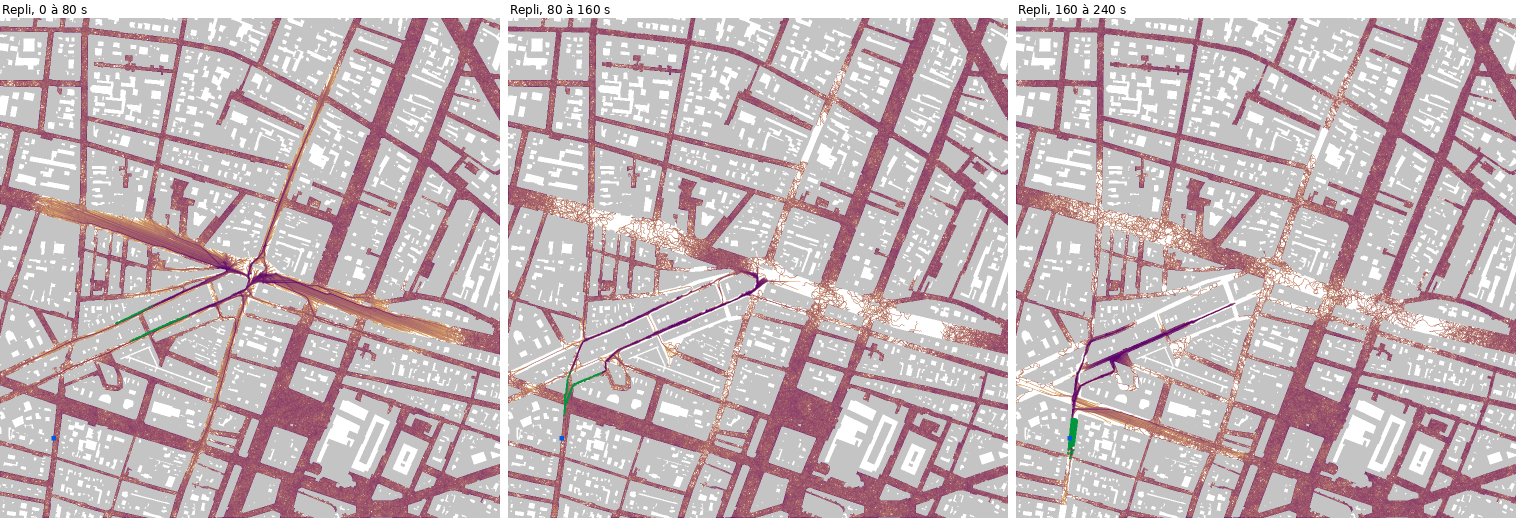 Repli, 0 à 80 s
Repli, 80 à 160 s
Repli, 160 à 240 s